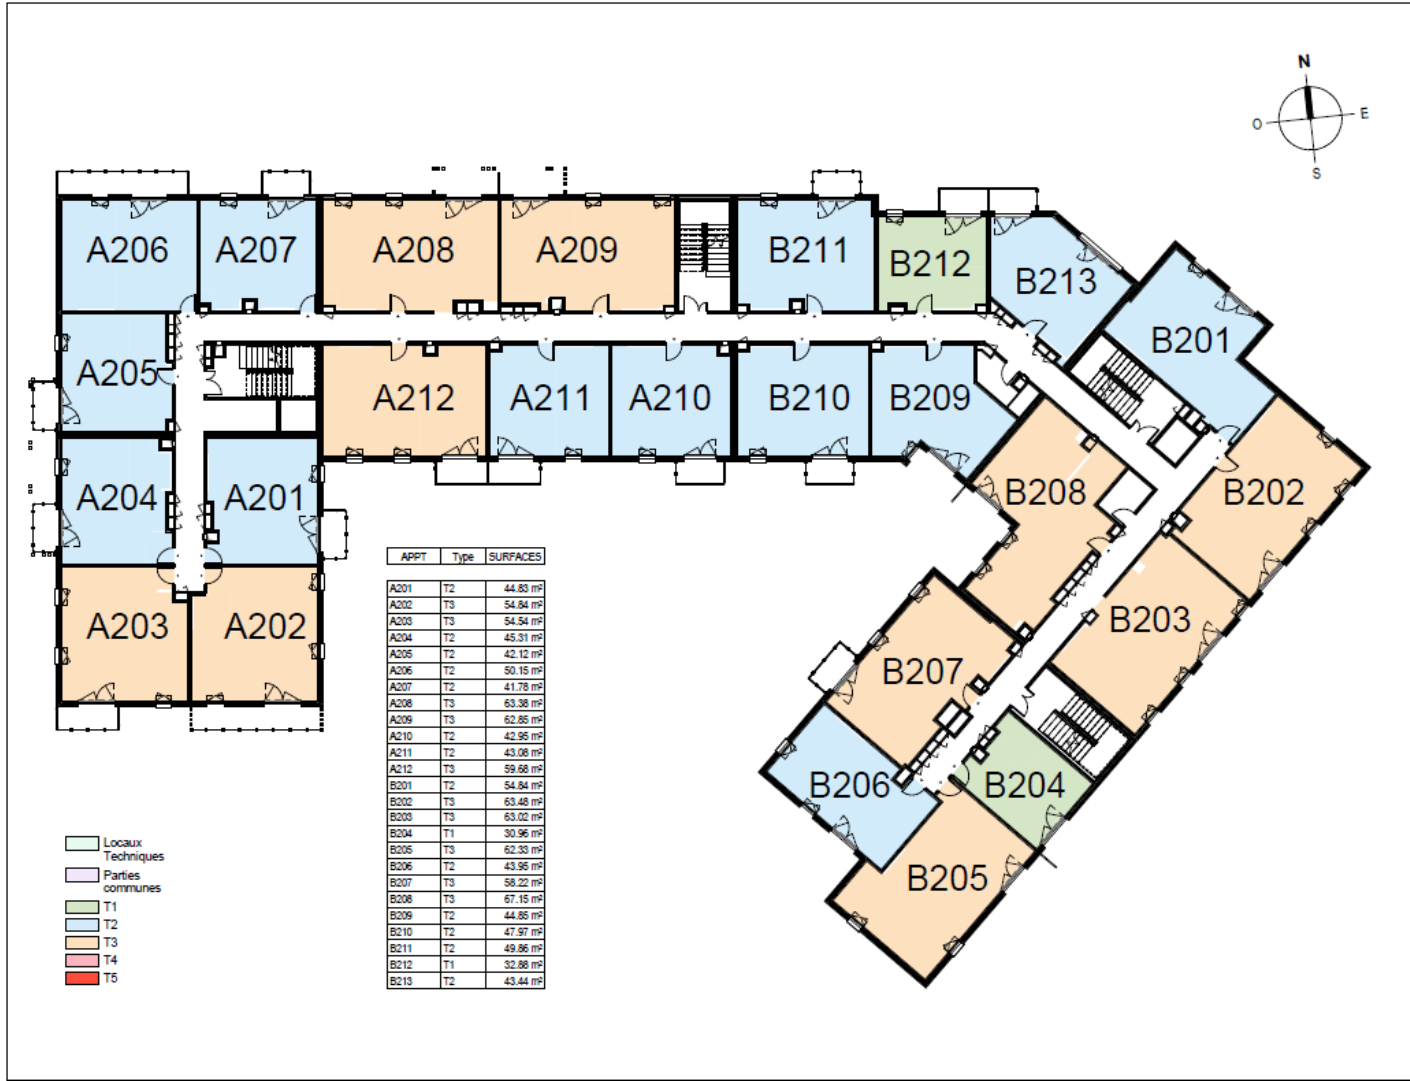 N
O
E
S
A206
A207
A208
A209
B211
B212
B213
B201
A205
A212
A211
A210
B210
B209
A204
A201
B208
B202
A203
A202
B207
B203
B206
B204
B205
APPT Type SURFACES
A201 T2 44.83 m²
A202 T3 54.84 m²
A203 T3 54.54 m²
A204 T2 45.31 m²
A205 T2 42.12 m²
A206 T2 50.15 m²
A207 T2 41.78 m²
A208 T3 63.38 m²
A209 T3 62.85 m²
A210 T2 42.95 m²
A211 T2 43.08 m²
A212 T3 59.68 m²
B201 T2 54.84 m²
B202 T3 63.48 m²
B203 T3 63.02 m²
B204 T1 30.96 m²
B205 T3 62.33 m²
B206 T2 43.95 m²
B207 T3 58.22 m²
B208 T3 67.15 m²
B209 T2 44.85 m²
B210 T2 47.97 m²
B211 T2 49.86 m²
B212 T1 32.88 m²
B213 T2 43.44 m²
Locaux
Techniques
Parties
communes
T1
T2
T3
T4
T5